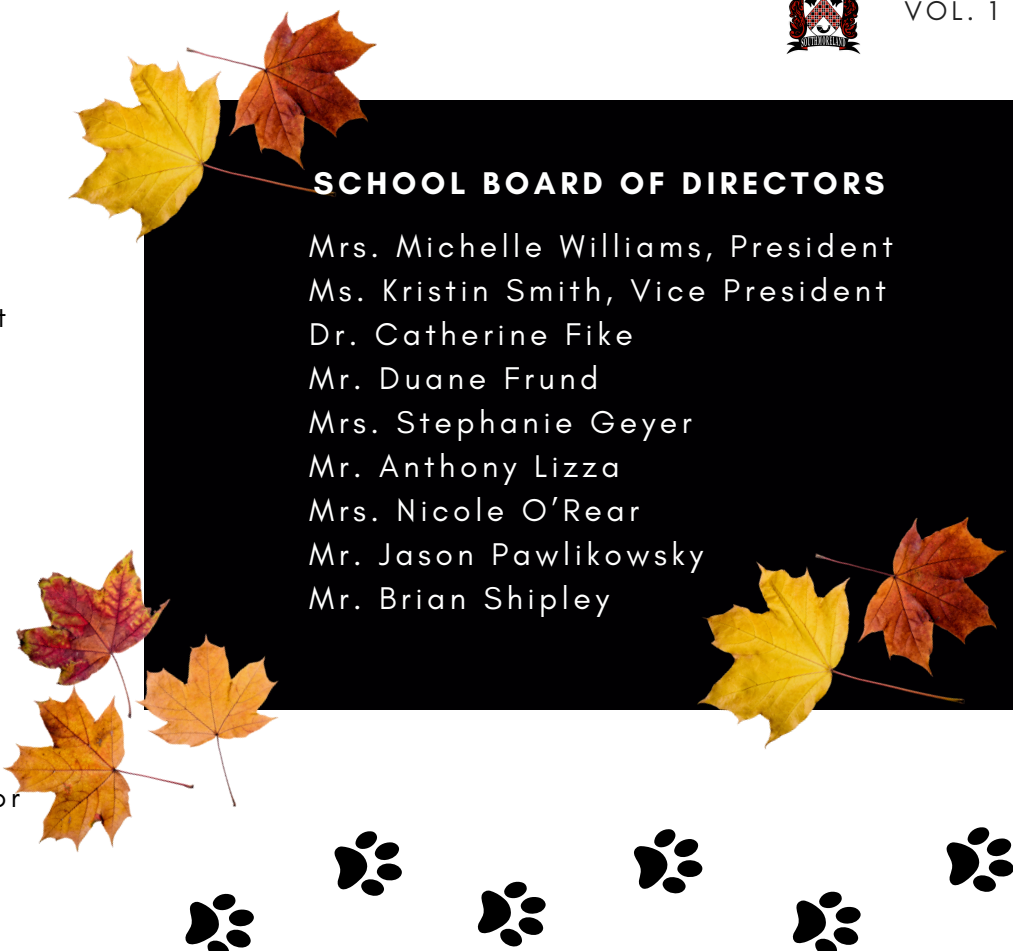 VOL. 1
SOUTHMORELAND
SCHOOL BOARD OF DIRECTORS
Mrs. Michelle Williams, President
Ms. Kristin Smith, Vice President
Dr. Catherine Fike
Mr. Duane Frund
Mrs. Stephanie Geyer
Mr. Anthony Lizza
Mrs. Nicole O’Rear
Mr. Jason Pawlikowsky
Mr. Brian Shipley